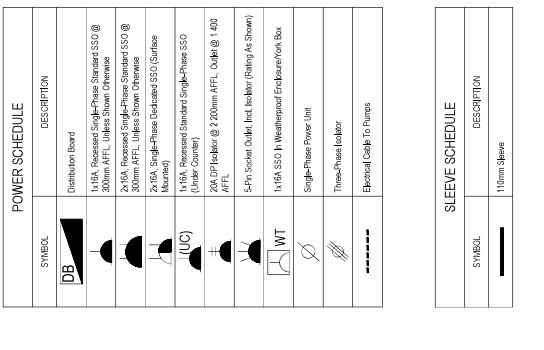 POWER SCHEDULE
SYMBOL DESCRIPTION
DB Distribution Board
1x16A, Recessed Single-Phase Standard SSO @
300mm AFFL, Unless Shown Otherwise
2x16A, Recessed Single-Phase Standard SSO @
300mm AFFL, Unless Shown Otherwise
2x16A, Single-Phase Dedicated SSO (Surface
Mounted)
(UC) 1x16A, Recessed Standard Single-Phase SSO
(Under Counter)
20A DP Isolator @ 2 200mm AFFL, Outlet @ 1 400
AFFL
5-Pin Socket Outlet, Incl, Isolator (Rating As Shown)
WT 1x16A SSO In Weatherproof Enclosure/York Box
Single-Phase Power Unit
Three-Phase Isolator
Electrical Cable To Pumps
SLEEVE SCHEDULE
SYMBOL DESCRIPTION
110mm Sleeve